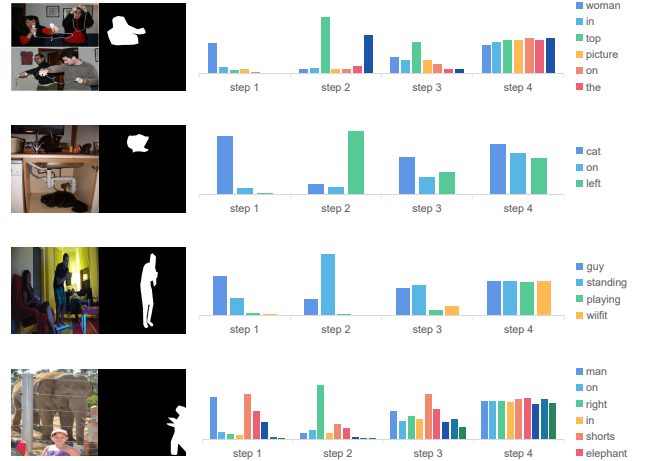 woman
in
top
picture
on
the
step 1 step 2 step 3 step 4
cat
on
left
step 1 step 2 step 3 step 4
guy
standing
playing
wiifit
step 1 step 2 step 3 step 4
man
on
right
in
shorts
elephant
step 1 step 2 step 3 step 4